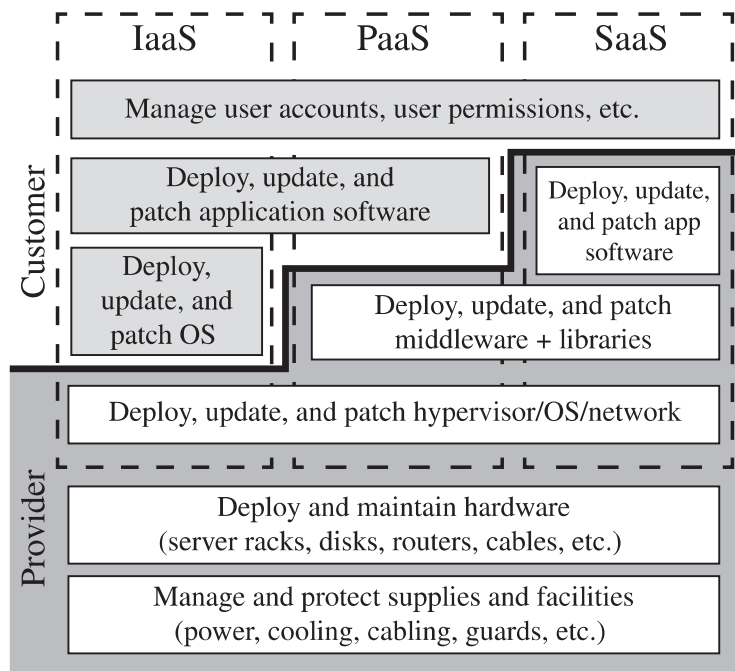 IaaS
PaaS
SaaS
Customer
Manage user accounts, user permissions, etc.
Deploy, update, and
patch application software
Deploy, update,
and patch app
software
Deploy,
update, and
patch OS
Deploy, update, and patch
middleware + libraries
Provider
Deploy, update, and patch hypervisor/OS/network
Deploy and maintain hardware
(server racks, disks, routers, cables, etc.)
Manage and protect supplies and facilities
(power, cooling, cabling, guards, etc.)